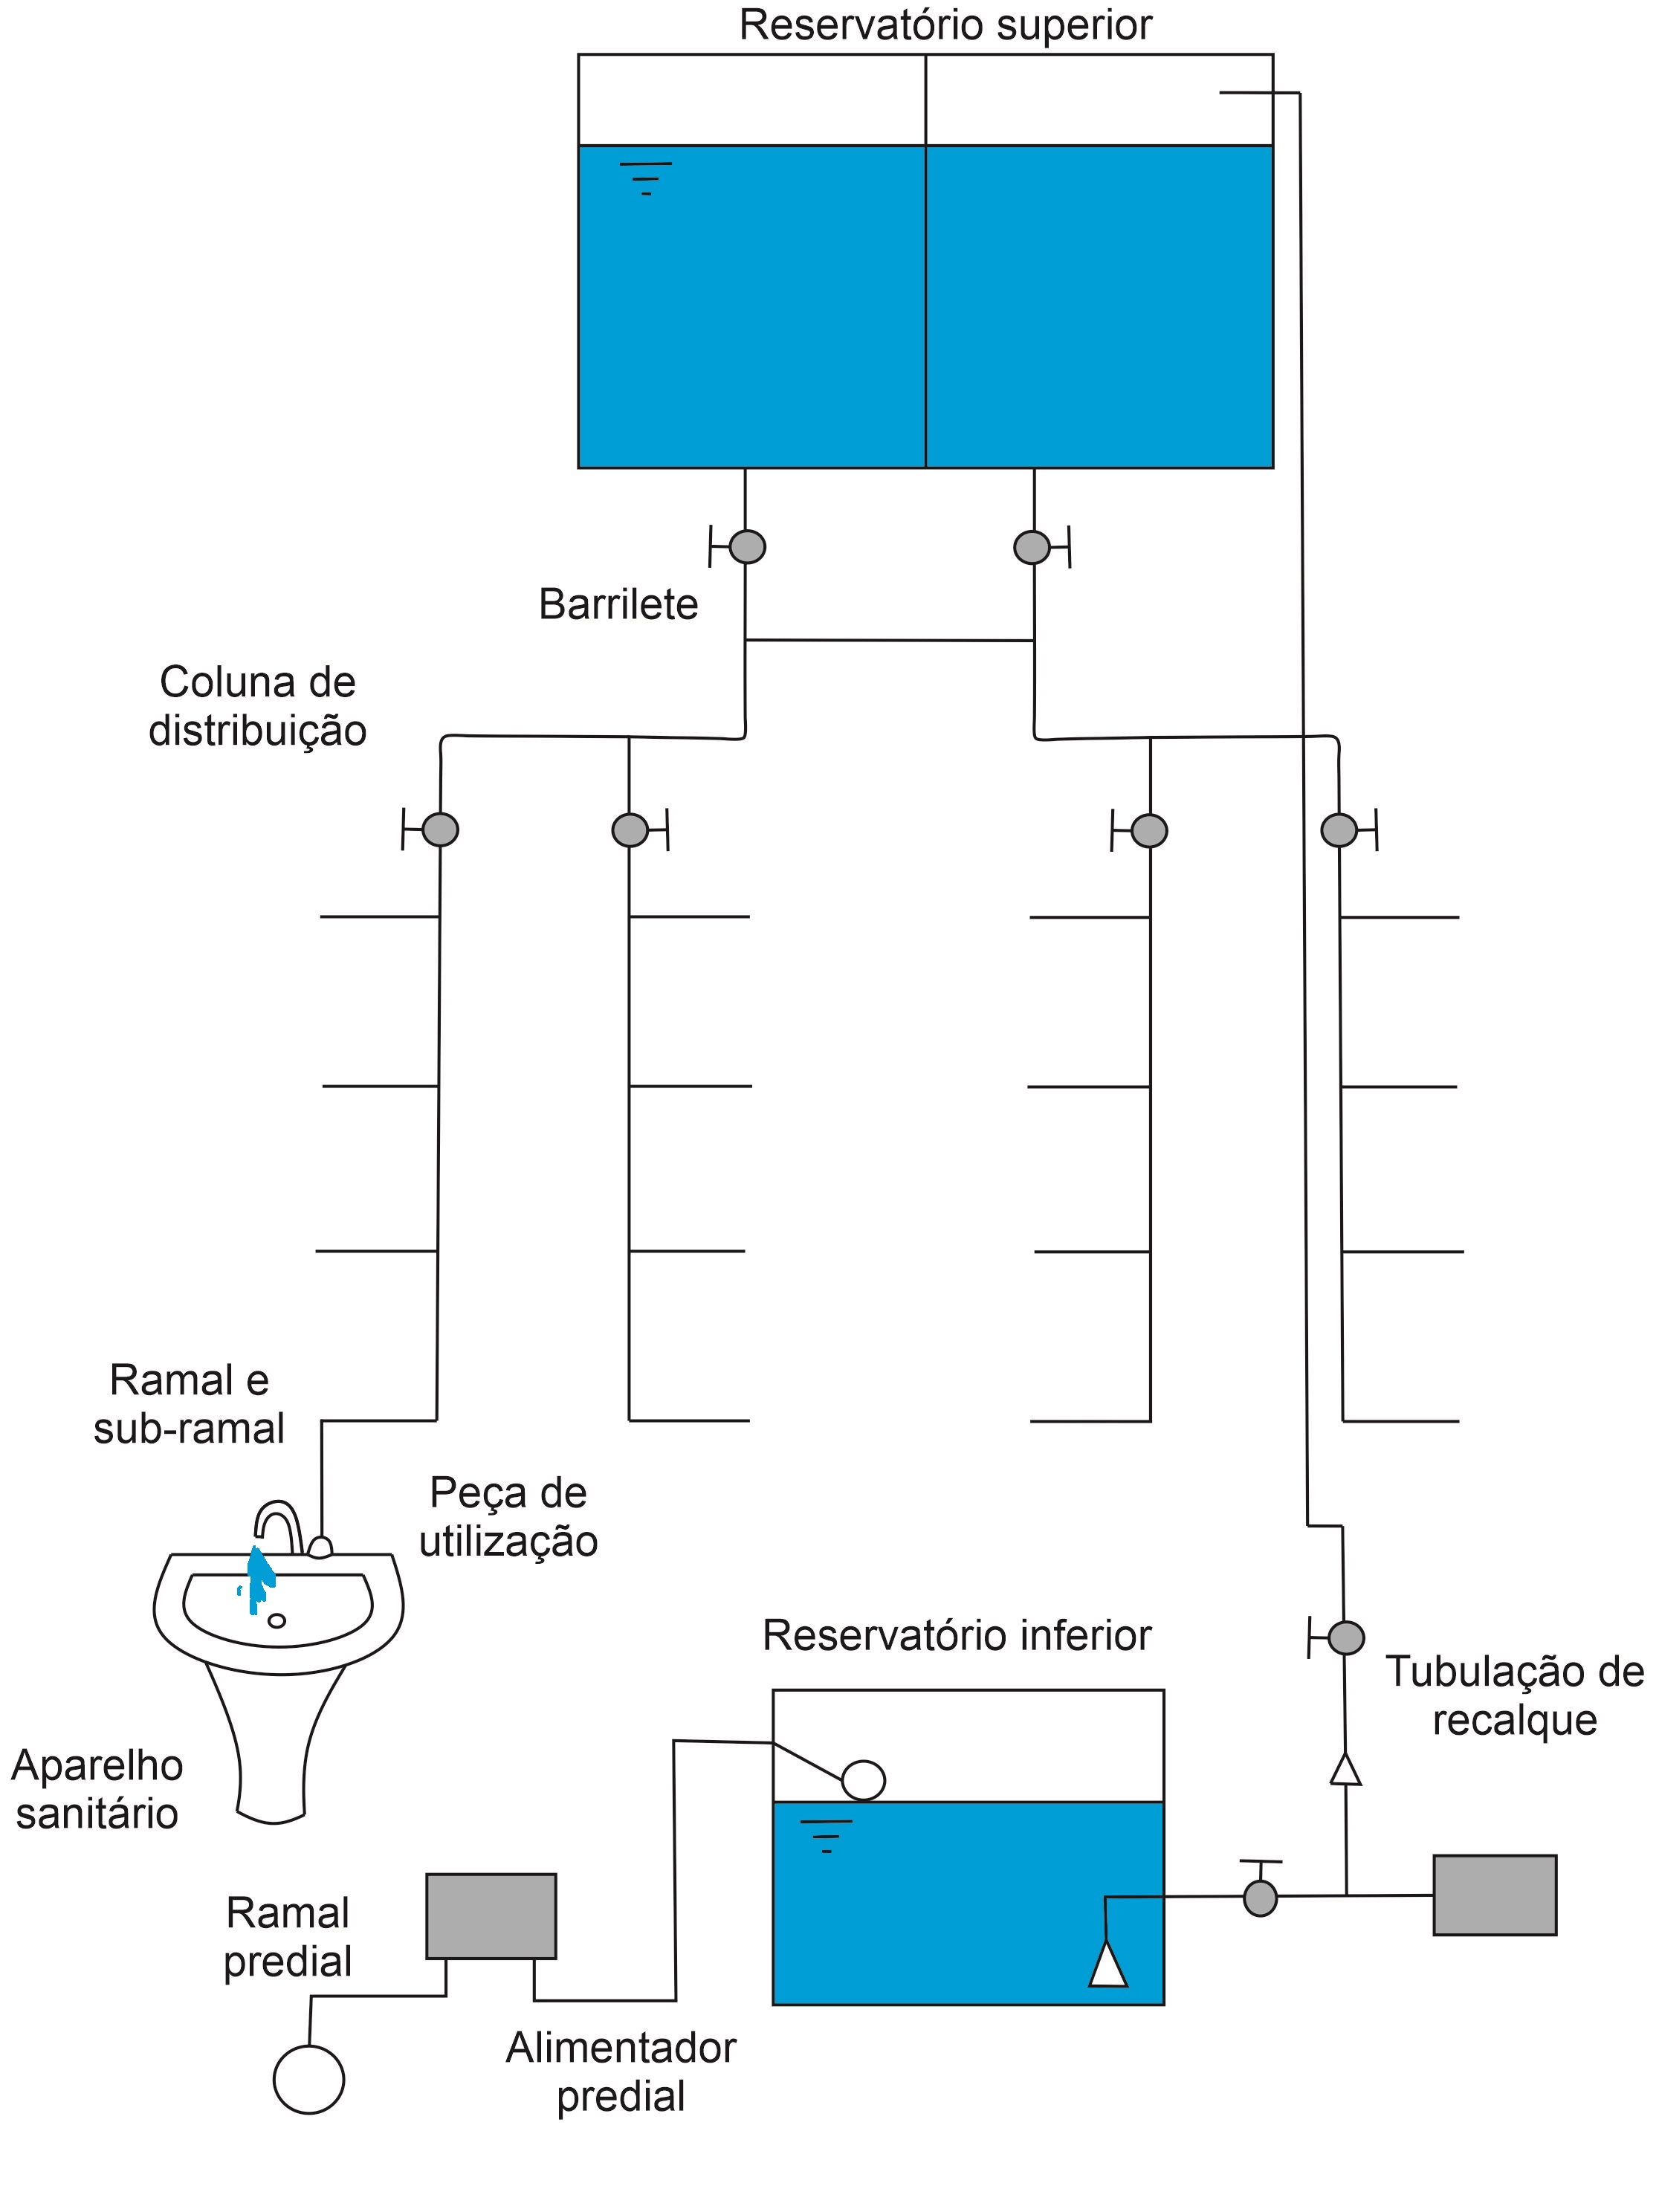 Reservatório superior
Barrilete
Coluna de
distribuição
Ramal e
sub-ramal
Peça de
utilização
Reservatório inferior
Tubulação de
recalque
Aparelho
sanitário
Ramal
predial
Alimentador
predial